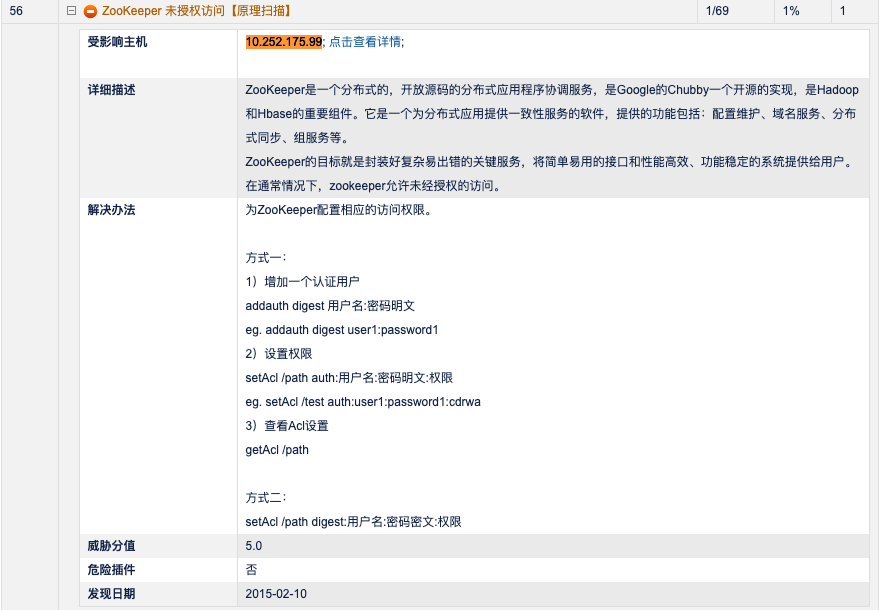 56 ZooKeeper 未授权访问【原理扫描】 1/69 1% 1
受影响主机 10.252.175.99; 点击查看详情;
详细描述 ZooKeeper是一个分布式的，开放源码的分布式应用程序协调服务，是Google的Chubby一个开源的实现，是Hadoop
和Hbase的重要组件。它是一个为分布式应用提供一致性服务的软件，提供的功能包括：配置维护、域名服务、分布
式同步、组服务等。
ZooKeeper的目标就是封装好复杂易出错的关键服务，将简单易用的接口和性能高效、功能稳定的系统提供给用户。
在通常情况下，zookeeper允许未经授权的访问。
解决办法 为ZooKeeper配置相应的访问权限。
方式一：
1）增加一个认证用户
addauth digest 用户名:密码明文
eg. addauth digest user1:password1
2）设置权限
setAcl /path auth:用户名:密码明文:权限
eg. setAcl /test auth:user1:password1:cdrwa
3）查看Acl设置
getAcl /path
方式二：
setAcl /path digest:用户名:密码密文:权限
威胁分值 5.0
危险插件 否
发现日期 2015-02-10